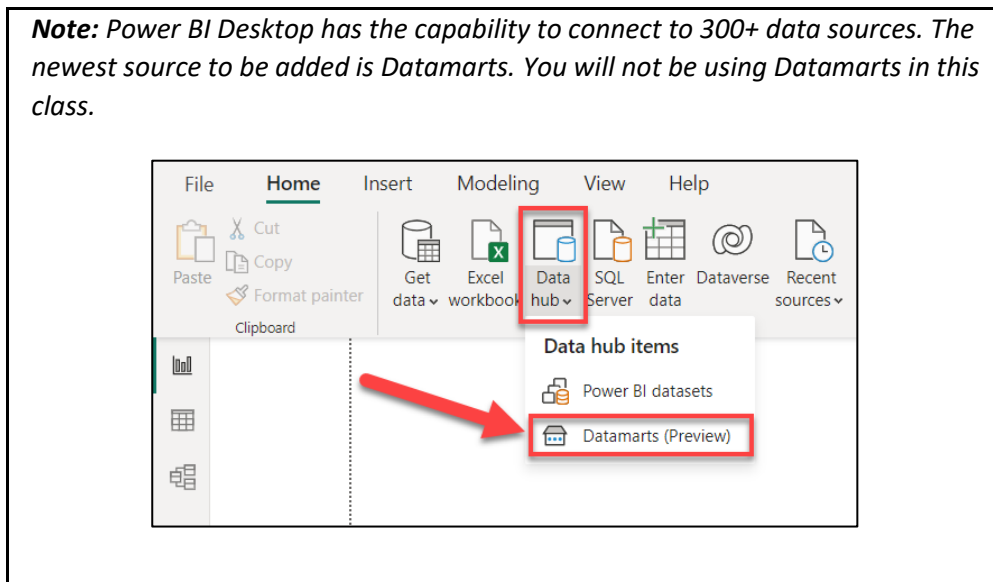 Note: Power BI Desktop has the capability to connect to 300+ data sources. The
newest source to be added is Datamarts. You will not be using Datamarts in this
class.
File Home Insert Modeling View Help
Paste
Cut
Copy
Format painter
Clipboard
Get
data
Excel
workbook
Data
hub
SQL
Server
Enter
data
Dataverse
Recent
sources
Data hub items
Power BI datasets
Datamarts (Preview)